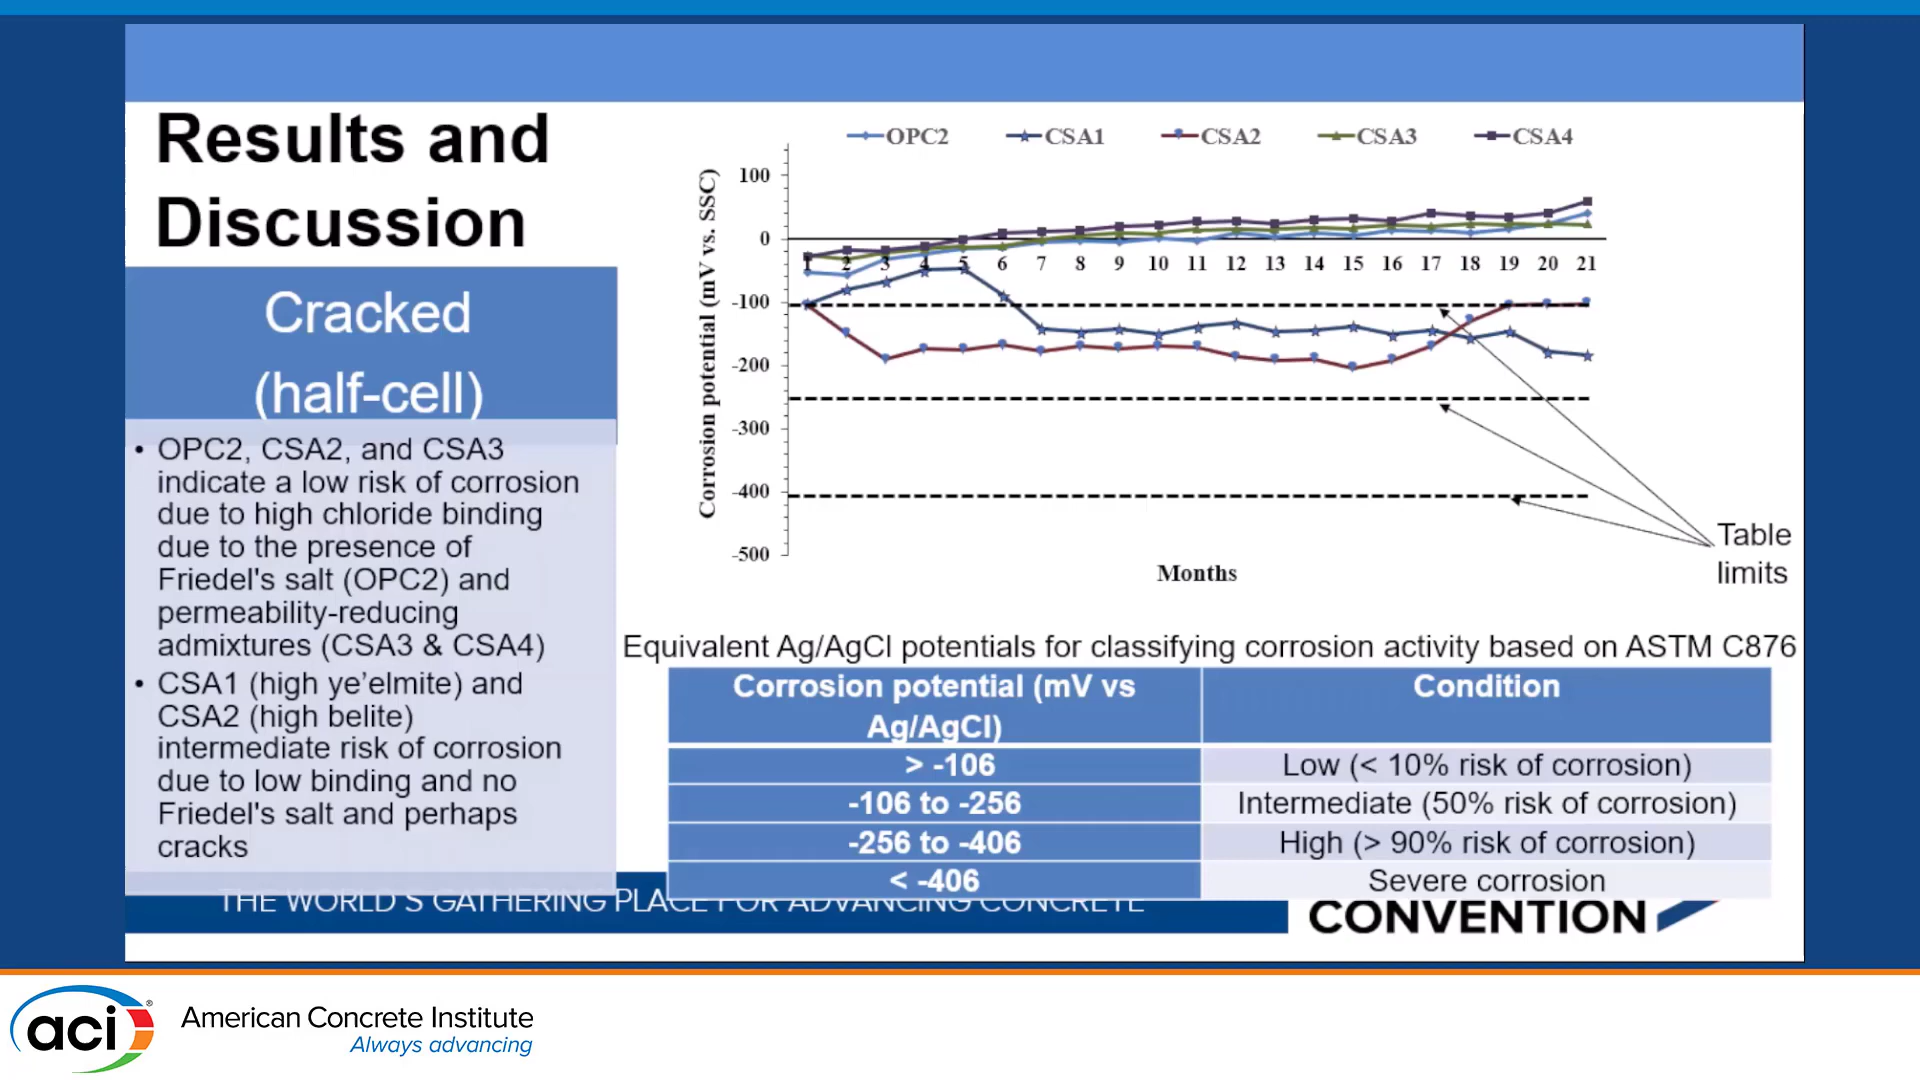 Results and
Discussion
Cracked
(half-cell)
• OPC2, CSA2, and CSA3
indicate a low risk of corrosion
due to high chloride binding
due to the presence of
Friedel's salt (OPC2) and
permeability-reducing
admixtures (CSA3 & CSA4)
• CSA1 (high ye’elmite) and
CSA2 (high belite)
intermediate risk of corrosion
due to low binding and no
Friedel's salt and perhaps
cracks
OPC2 CSA1 CSA2 CSA3 CSA4
Corrosion potential (mV vs. SSC)
100
0
-100
-200
-300
-400
-500
1 2 3 4 5 6 7 8 9 10 11 12 13 14 15 16 17 18 19 20 21
Months
Table
limits
Equivalent Ag/AgCl potentials for classifying corrosion activity based on ASTM C876
Corrosion potential (mV vs
Ag/AgCl)
Condition
> -106 Low (< 10% risk of corrosion)
-106 to -256 Intermediate (50% risk of corrosion)
-256 to -406 High (> 90% risk of corrosion)
< -406 Severe corrosion
THE WORLD'S GATHERING PLACE FOR ADVANCING CONCRETE
CONVENTION
aci®
American Concrete Institute
Always advancing